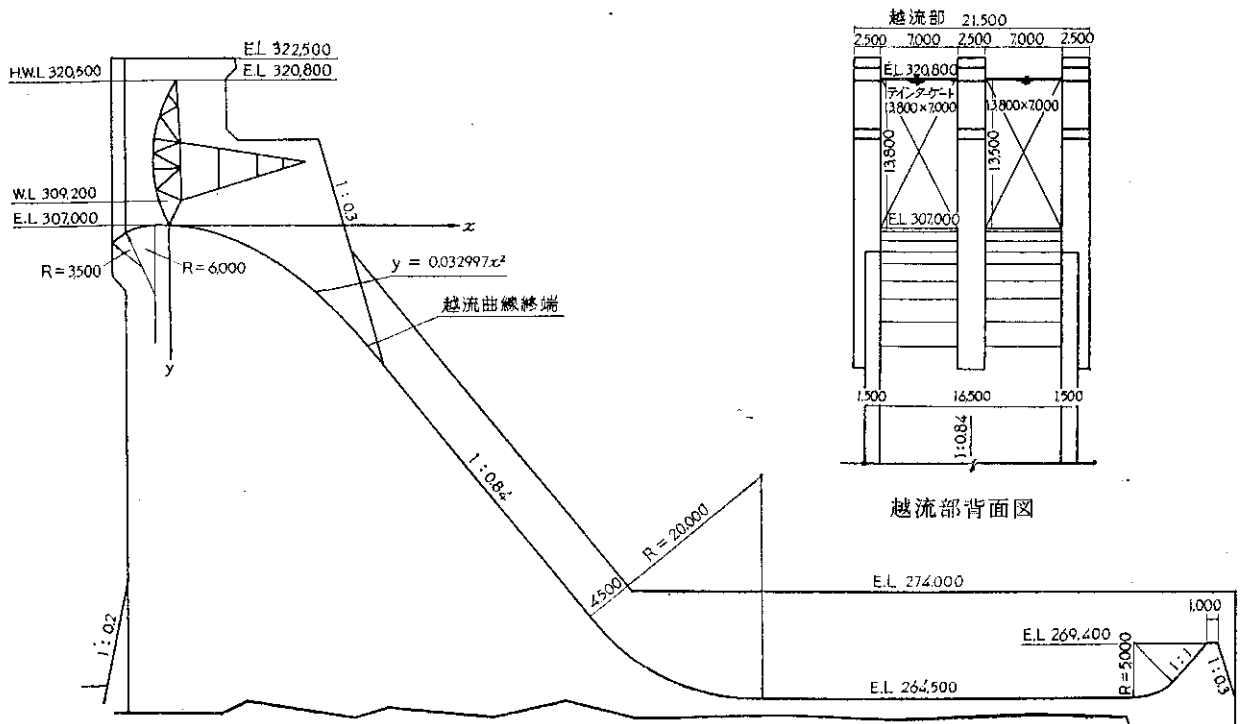 E.L 322,500
H.W.L 320,500
E.L 320,800
W.L 309,200
E.L 307,000
x
R=3,500
R=6,000
y
1:0.3
y = 0.032997x²
越流曲線終端
1:0.84
R=20,000
4500
1:0.2
E.L 274,000
1,000
E.L 269,400
R=5000
1:1
1:0.3
E.L 264,500
越流部 21,500
2,500 7,000 2,500 7,000 2,500
E.L 320,800
テインターゲート
13,800×7,000
13,800×7,000
13,800
13,500
E.L 307,000
1,500 16,500 1,500
1:0.84
越流部背面図